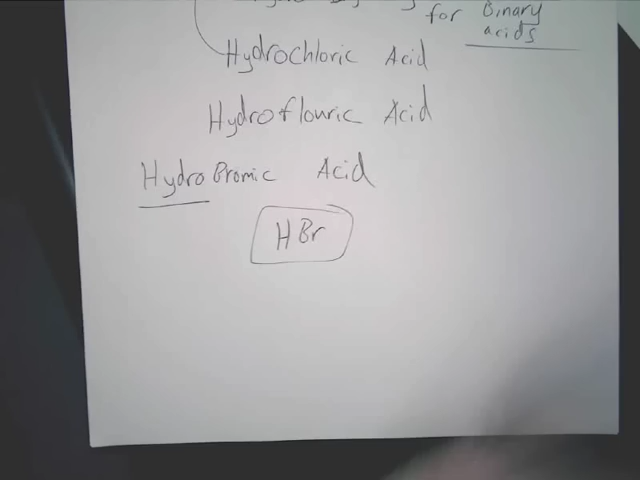 for Binary
acids
Hydrochloric Acid
Hydroflouric Acid
HydroBromic Acid
HBr